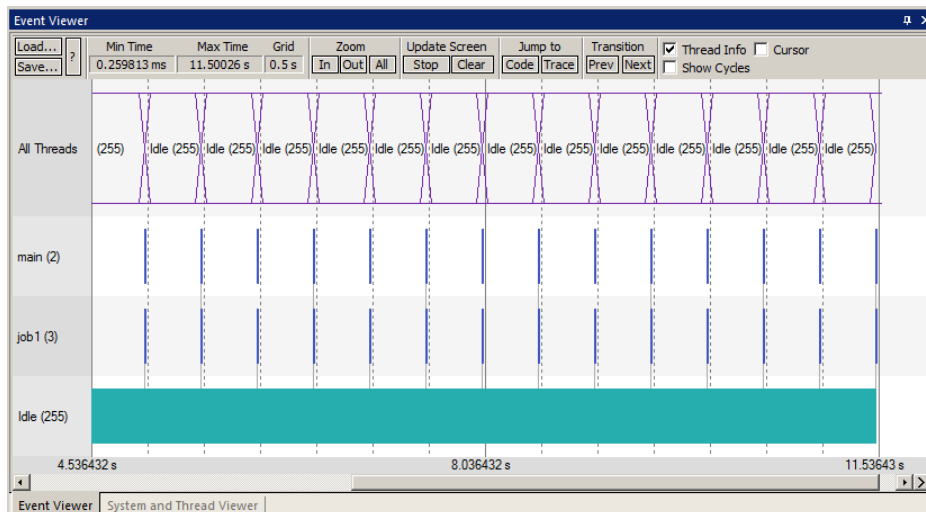 Event Viewer
Load... Min Time Max Time Grid Zoom Update Screen Jump to Transition Thread Info Cursor
Save... ? 0.259813 ms 11.50026 s 0.5 s In Out All Stop Clear Code Trace Prev Next Show Cycles
All Threads (255) Idle (255) Idle (255) Idle (255) Idle (255) Idle (255) Idle (255) Idle (255) Idle (255) Idle (255) Idle (255) Idle (255) Idle (255) Idle (255)
main (2)
job1 (3)
Idle (255)
4.536432 s 8.036432 s 11.53643 s
Event Viewer System and Thread Viewer